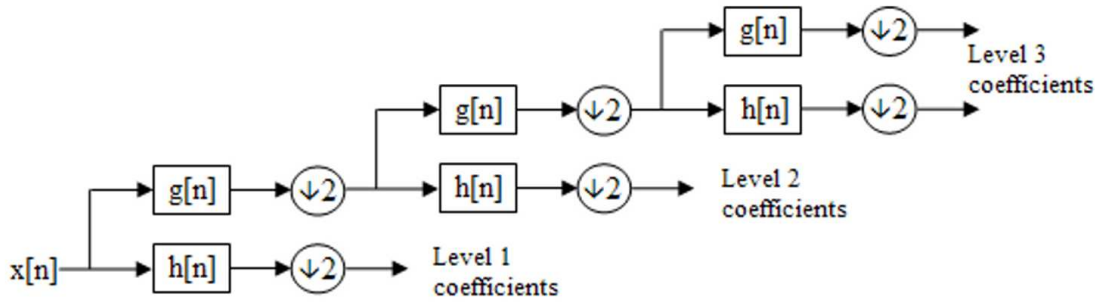 g[n] ↓2
Level 3
coefficients
g[n] ↓2 h[n] ↓2
g[n] ↓2 h[n] ↓2
Level 2
coefficients
x[n] h[n] ↓2
Level 1
coefficients